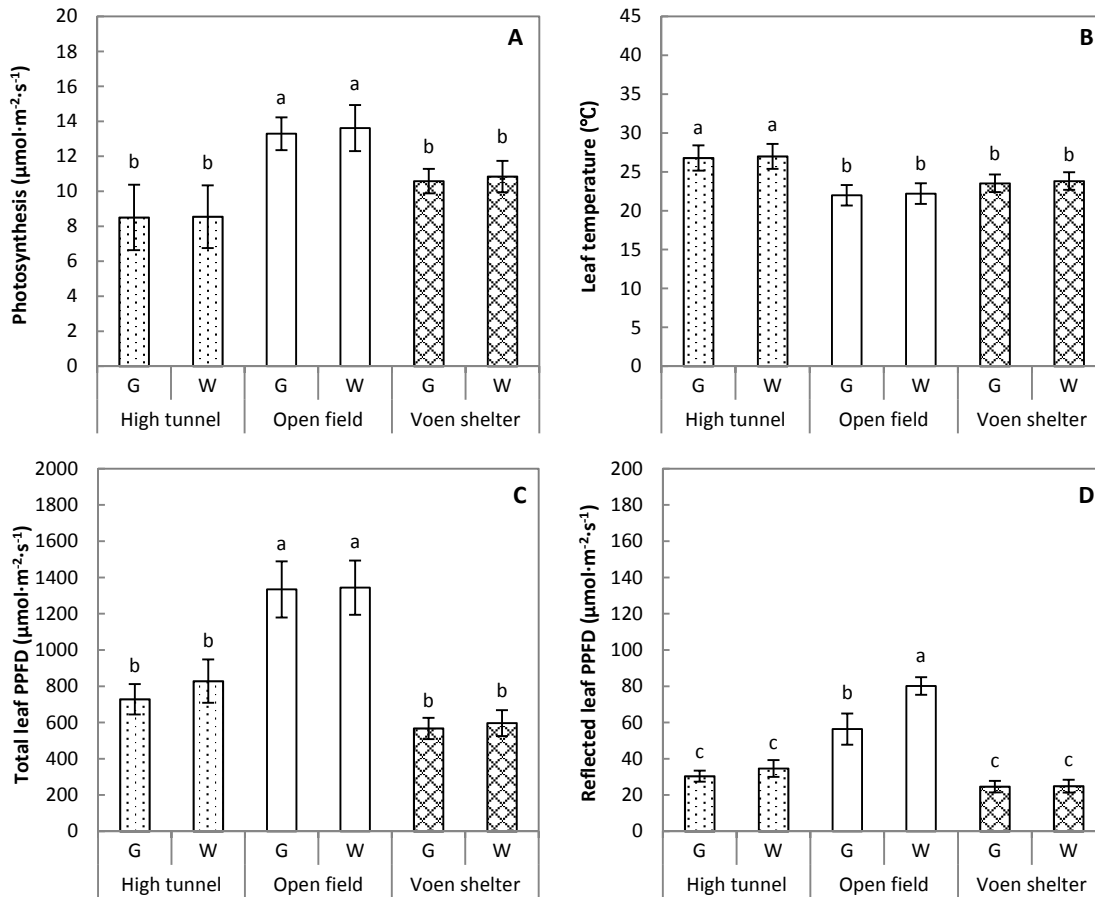 A
Photosynthesis (µmol·m⁻²·s⁻¹)
20
18
16
14
12
10
8
6
4
2
0
b b a a b b
G W G W G W
High tunnel Open field Voen shelter
B
Leaf temperature (°C)
45
40
35
30
25
20
15
10
5
0
a a b b b b
G W G W G W
High tunnel Open field Voen shelter
C
Total leaf PPFD (µmol·m⁻²·s⁻¹)
2000
1800
1600
1400
1200
1000
800
600
400
200
0
b b a a b b
G W G W G W
High tunnel Open field Voen shelter
D
Reflected leaf PPFD (µmol·m⁻²·s⁻¹)
200
180
160
140
120
100
80
60
40
20
0
c c b a c c
G W G W G W
High tunnel Open field Voen shelter